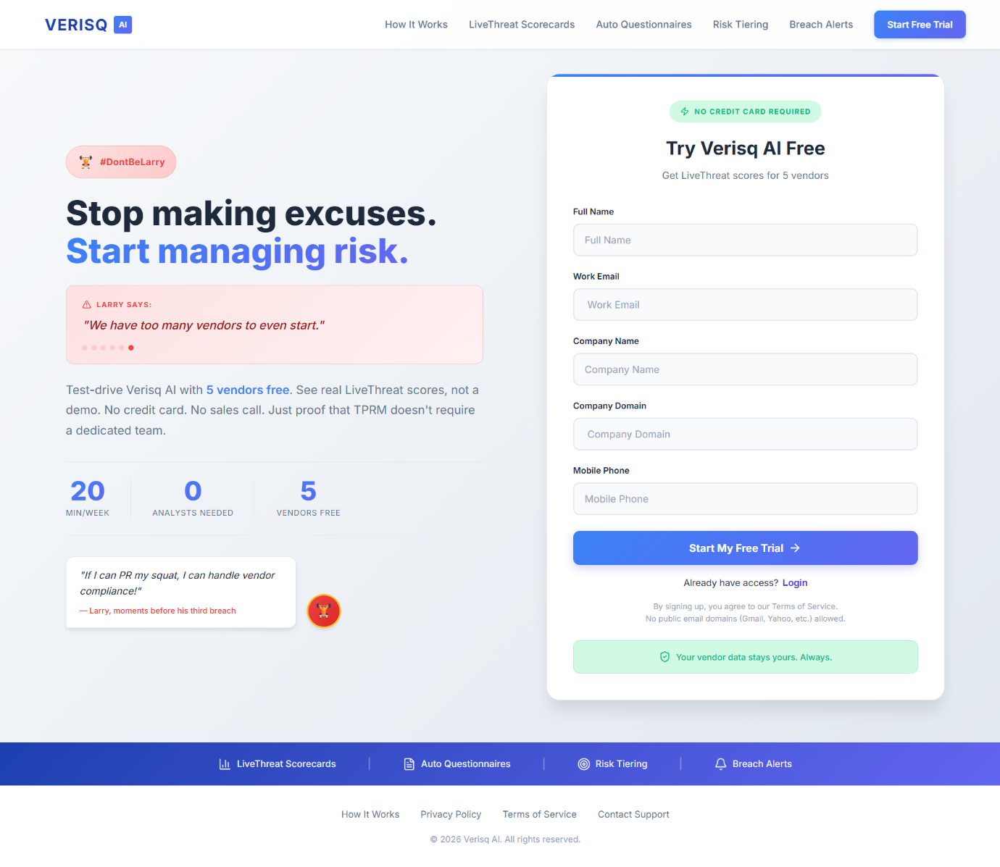 VERISQ AI
How It Works
LiveThreat Scorecards
Auto Questionnaires
Risk Tiering
Breach Alerts
Start Free Trial
#DontBeLarry
Stop making excuses.
Start managing risk.
LARRY SAYS:
"We have too many vendors to even start."
Test-drive Verisq AI with 5 vendors free. See real LiveThreat scores, not a
demo. No credit card. No sales call. Just proof that TPRM doesn't require
a dedicated team.
20
MIN/WEEK
0
ANALYSTS NEEDED
5
VENDORS FREE
"If I can PR my squat, I can handle vendor
compliance!"
— Larry, moments before his third breach
NO CREDIT CARD REQUIRED
Try Verisq AI Free
Get LiveThreat scores for 5 vendors
Full Name
Full Name
Work Email
Work Email
Company Name
Company Name
Company Domain
Company Domain
Mobile Phone
Mobile Phone
Start My Free Trial
Already have access? Login
By signing up, you agree to our Terms of Service.
No public email domains (Gmail, Yahoo, etc.) allowed.
Your vendor data stays yours. Always.
LiveThreat Scorecards
Auto Questionnaires
Risk Tiering
Breach Alerts
How It Works
Privacy Policy
Terms of Service
Contact Support
© 2026 Verisq AI. All rights reserved.